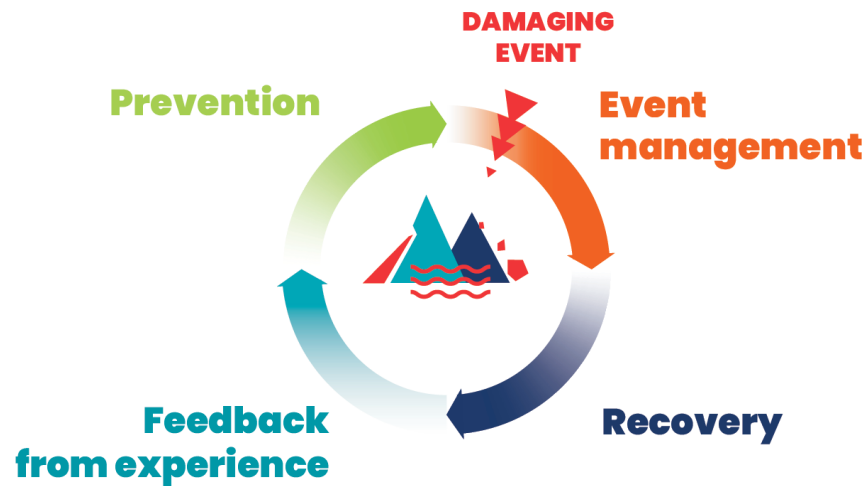 DAMAGING
EVENT
Prevention
Event
management
Feedback
from experience
Recovery